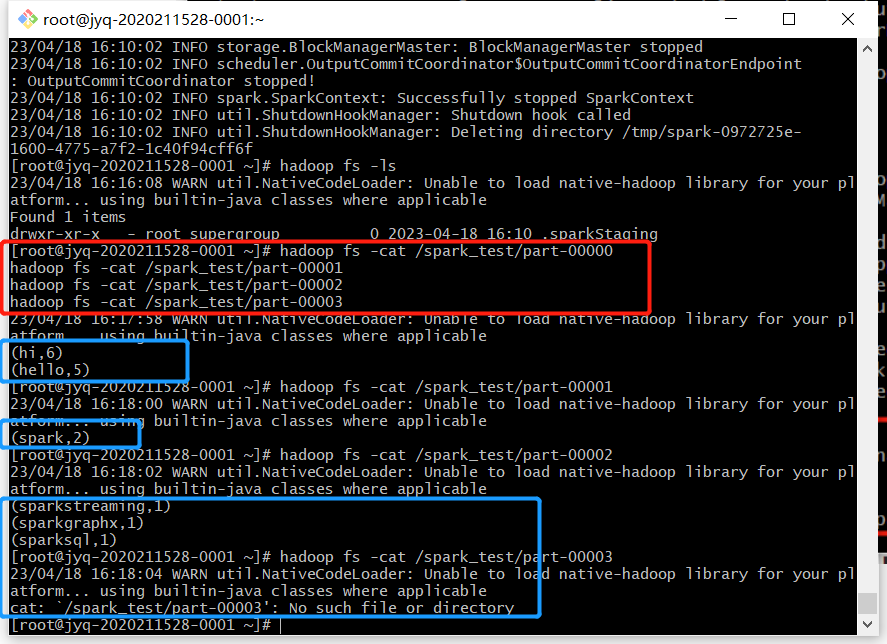 root@jyq-2020211528-0001:~
23/04/18 16:10:02 INFO storage.BlockManagerMaster: BlockManagerMaster stopped
23/04/18 16:10:02 INFO scheduler.OutputCommitCoordinator$OutputCommitCoordinatorEndpoint
: OutputCommitCoordinator stopped!
23/04/18 16:10:02 INFO spark.SparkContext: Successfully stopped SparkContext
23/04/18 16:10:02 INFO util.ShutdownHookManager: Shutdown hook called
23/04/18 16:10:02 INFO util.ShutdownHookManager: Deleting directory /tmp/spark-0972725e-
1600-4775-a7f2-1c40f94cff6f
[root@jyq-2020211528-0001 ~]# hadoop fs -ls
23/04/18 16:16:08 WARN util.NativeCodeLoader: Unable to load native-hadoop library for your pl
atform... using builtin-java classes where applicable
Found 1 items
drwxr-xr-x   - root supergroup          0 2023-04-18 16:10 .sparkStaging
[root@jyq-2020211528-0001 ~]# hadoop fs -cat /spark_test/part-00000
hadoop fs -cat /spark_test/part-00001
hadoop fs -cat /spark_test/part-00002
hadoop fs -cat /spark_test/part-00003
23/04/18 16:17:58 WARN util.NativeCodeLoader: Unable to load native-hadoop library for your pl
atform... using builtin-java classes where applicable
(hi,6)
(hello,5)
[root@jyq-2020211528-0001 ~]# hadoop fs -cat /spark_test/part-00001
23/04/18 16:18:00 WARN util.NativeCodeLoader: Unable to load native-hadoop library for your pl
atform... using builtin-java classes where applicable
(spark,2)
[root@jyq-2020211528-0001 ~]# hadoop fs -cat /spark_test/part-00002
23/04/18 16:18:02 WARN util.NativeCodeLoader: Unable to load native-hadoop library for your pl
atform... using builtin-java classes where applicable
(sparkstreaming,1)
(sparkgraphx,1)
(sparksql,1)
[root@jyq-2020211528-0001 ~]# hadoop fs -cat /spark_test/part-00003
23/04/18 16:18:04 WARN util.NativeCodeLoader: Unable to load native-hadoop library for your pl
atform... using builtin-java classes where applicable
cat: `/spark_test/part-00003': No such file or directory
[root@jyq-2020211528-0001 ~]#